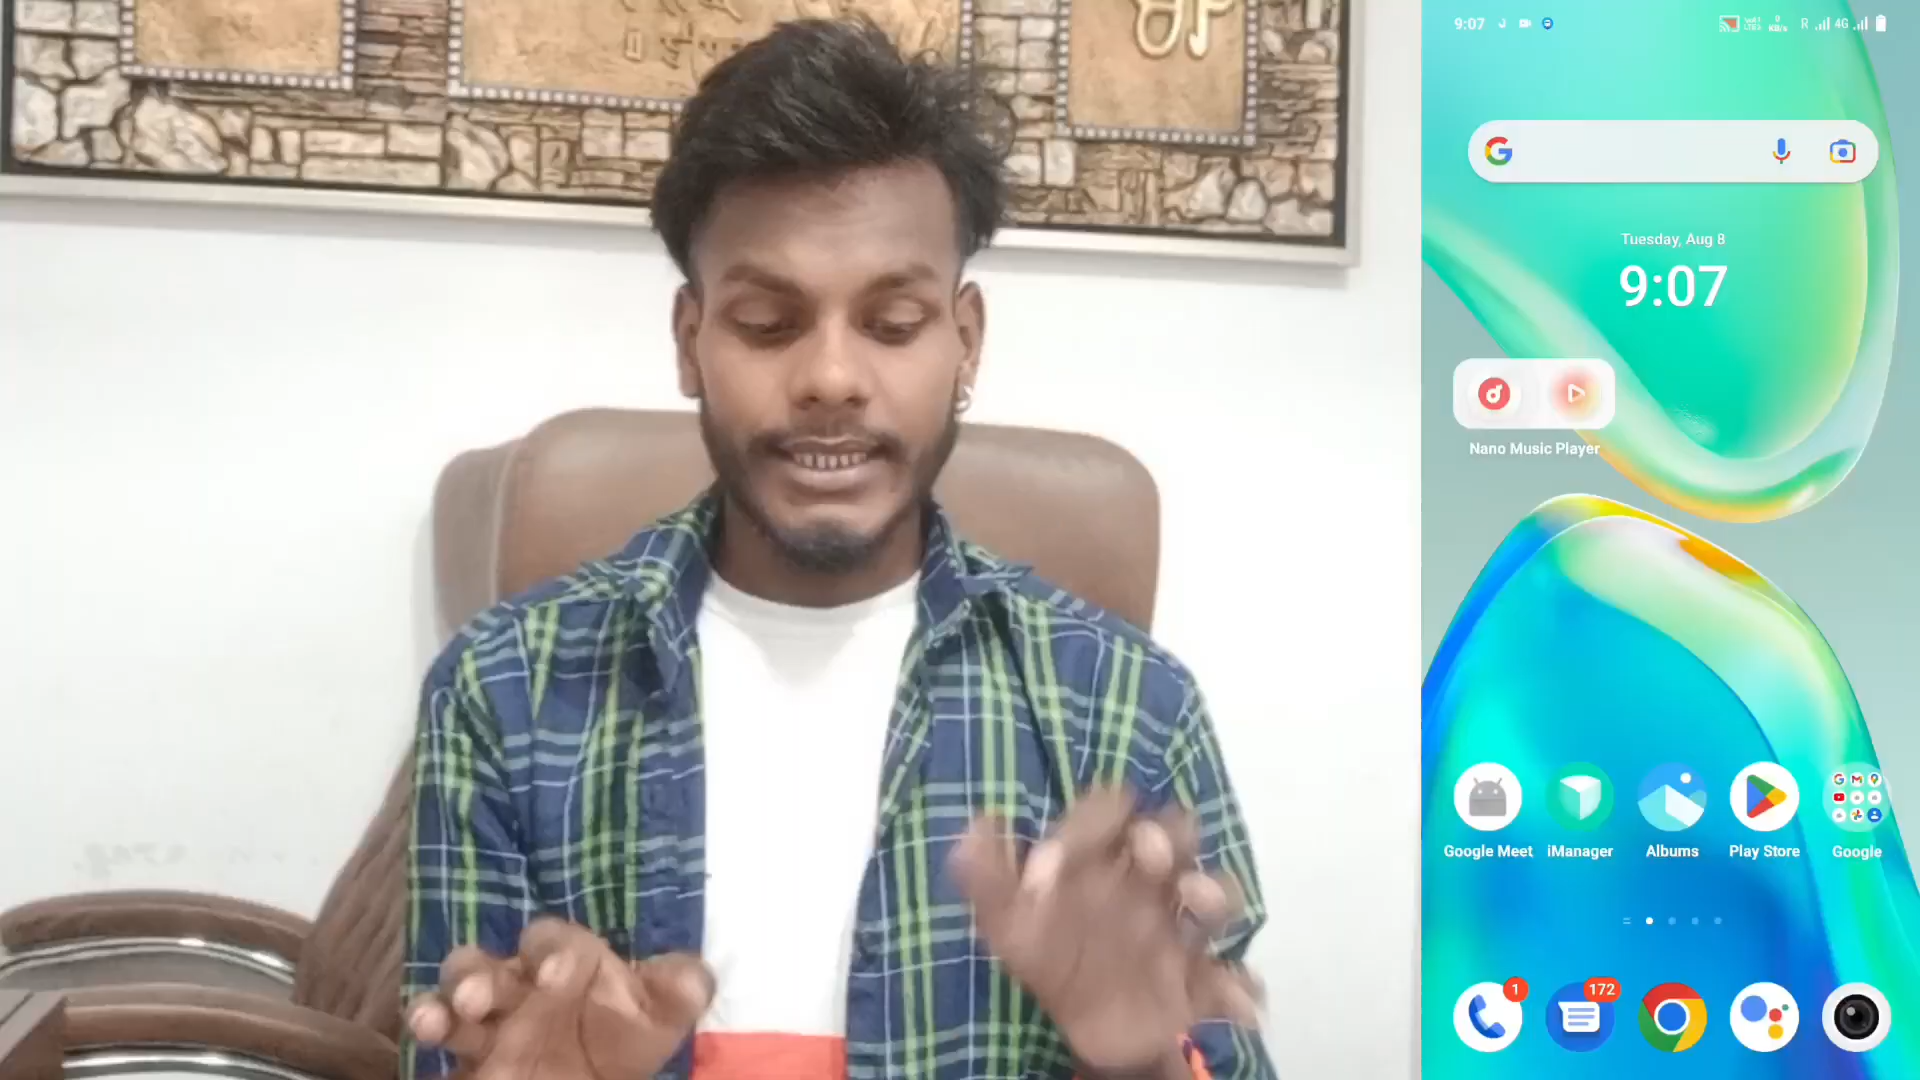 9:07
R 4G
Tuesday, Aug 8
9:07
Nano Music Player
Google Meet iManager Albums Play Store Google
1 172